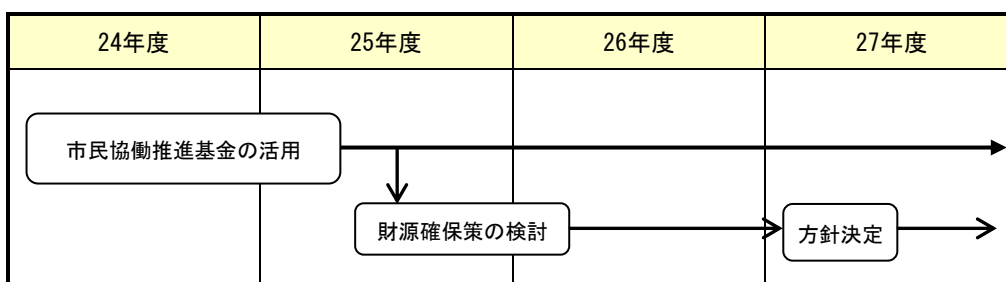 24年度
25年度
26年度
27年度
市民協働推進基金の活用
財源確保策の検討
方針決定